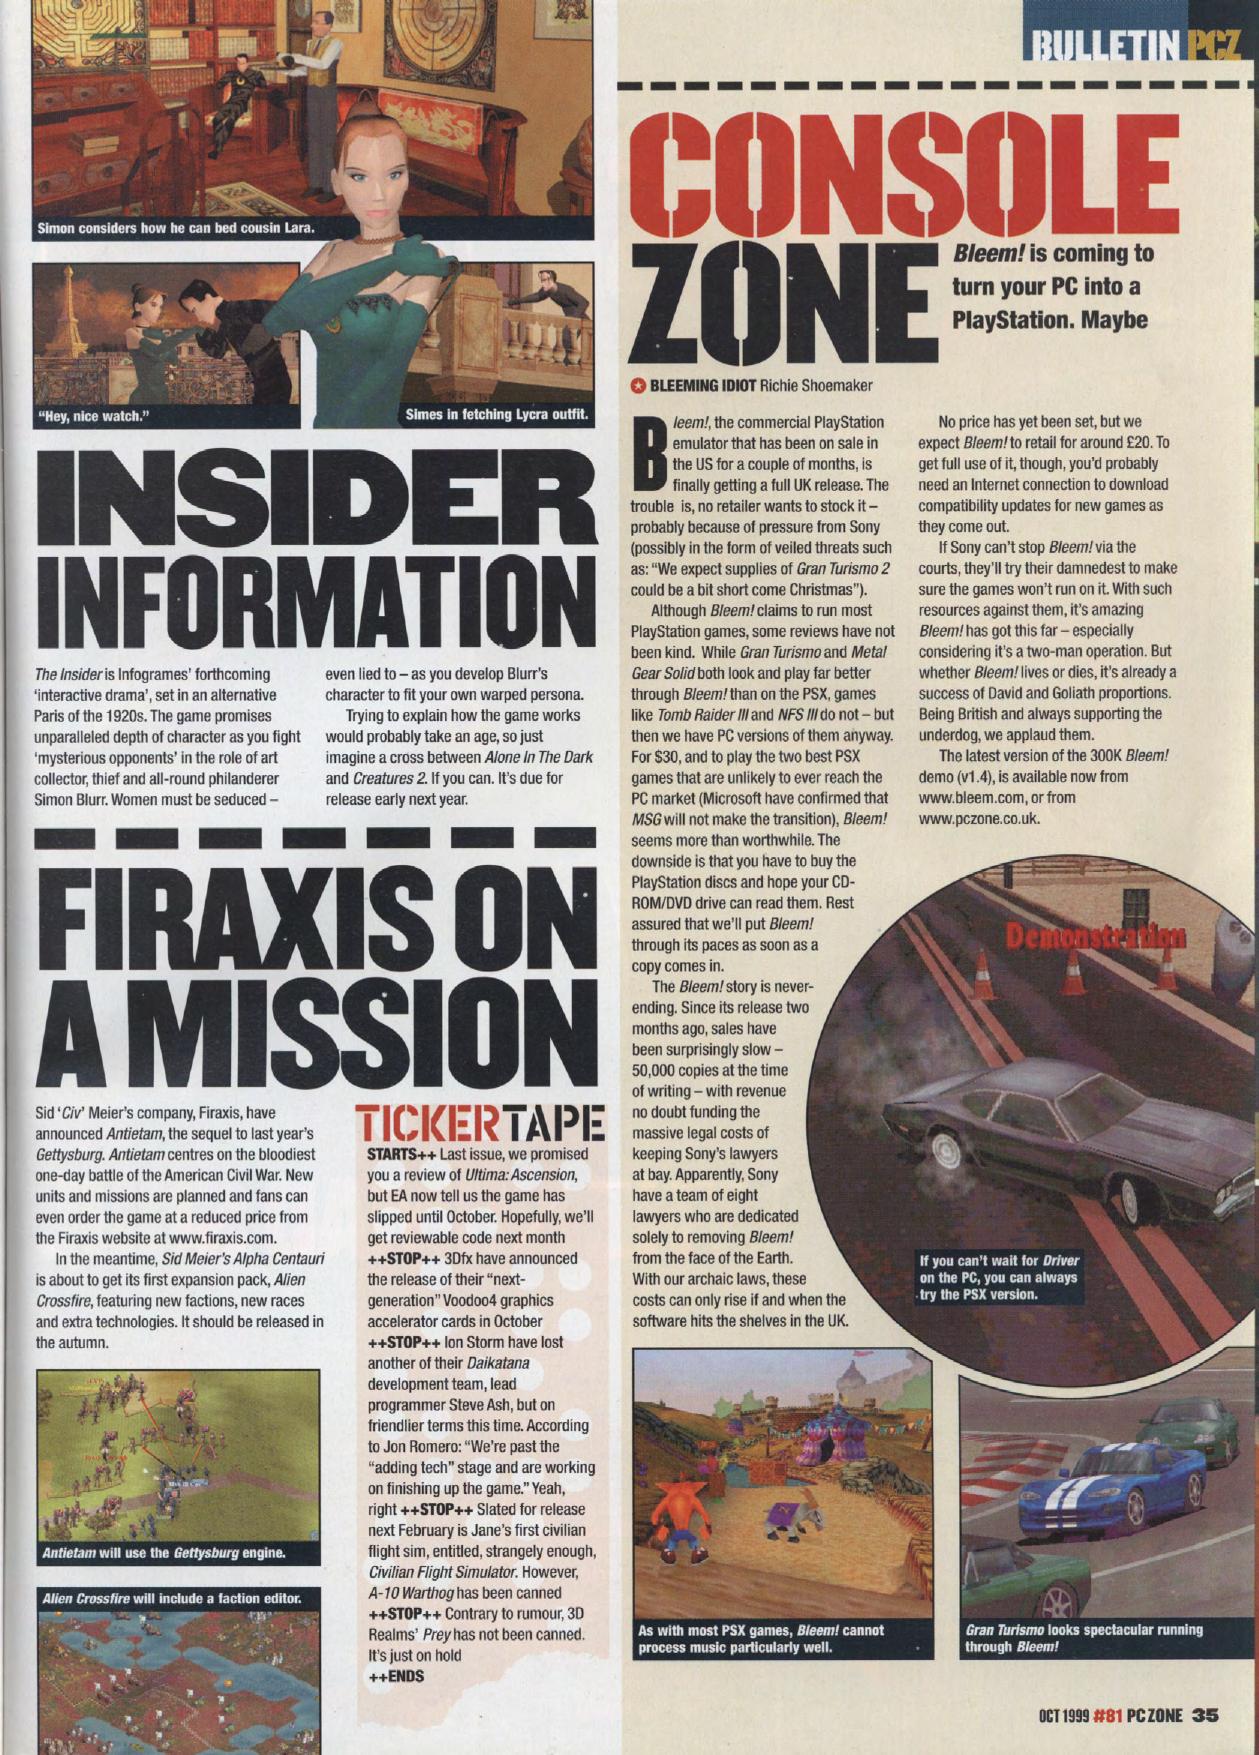 BULLETIN PCZ
Simon considers how he can bed cousin Lara.
"Hey, nice watch."
Simes in fetching Lycra outfit.
INSIDER
INFORMATION
The Insider is Infogrames' forthcoming
'interactive drama', set in an alternative
Paris of the 1920s. The game promises
unparalleled depth of character as you fight
'mysterious opponents' in the role of art
collector, thief and all-round philanderer
Simon Blurr. Women must be seduced –
even lied to – as you develop Blurr's
character to fit your own warped persona.
Trying to explain how the game works
would probably take an age, so just
imagine a cross between Alone In The Dark
and Creatures 2. If you can. It's due for
release early next year.
FIRAXIS ON
A MISSION
Sid 'Civ' Meier's company, Firaxis, have
announced Antietam, the sequel to last year's
Gettysburg. Antietam centres on the bloodiest
one-day battle of the American Civil War. New
units and missions are planned and fans can
even order the game at a reduced price from
the Firaxis website at www.firaxis.com.
In the meantime, Sid Meier's Alpha Centauri
is about to get its first expansion pack, Alien
Crossfire, featuring new factions, new races
and extra technologies. It should be released in
the autumn.
Antietam will use the Gettysburg engine.
Alien Crossfire will include a faction editor.
TICKERTAPE
STARTS++ Last issue, we promised
you a review of Ultima: Ascension,
but EA now tell us the game has
slipped until October. Hopefully, we'll
get reviewable code next month
++STOP++ 3Dfx have announced
the release of their "next-
generation" Voodoo4 graphics
accelerator cards in October
++STOP++ Ion Storm have lost
another of their Daikatana
development team, lead
programmer Steve Ash, but on
friendlier terms this time. According
to Jon Romero: "We're past the
"adding tech" stage and are working
on finishing up the game." Yeah,
right ++STOP++ Slated for release
next February is Jane's first civilian
flight sim, entitled, strangely enough,
Civilian Flight Simulator. However,
A-10 Warthog has been canned
++STOP++ Contrary to rumour, 3D
Realms' Prey has not been canned.
It's just on hold
++ENDS
CONSOLE
ZONE
Bleem! is coming to
turn your PC into a
PlayStation. Maybe
BLEEMING IDIOT Richie Shoemaker
Bleem!, the commercial PlayStation
emulator that has been on sale in
the US for a couple of months, is
finally getting a full UK release. The
trouble is, no retailer wants to stock it –
probably because of pressure from Sony
(possibly in the form of veiled threats such
as: "We expect supplies of Gran Turismo 2
could be a bit short come Christmas").
Although Bleem! claims to run most
PlayStation games, some reviews have not
been kind. While Gran Turismo and Metal
Gear Solid both look and play far better
through Bleem! than on the PSX, games
like Tomb Raider III and NFS III do not – but
then we have PC versions of them anyway.
For $30, and to play the two best PSX
games that are unlikely to ever reach the
PC market (Microsoft have confirmed that
MSG will not make the transition), Bleem!
seems more than worthwhile. The
downside is that you have to buy the
PlayStation discs and hope your CD-
ROM/DVD drive can read them. Rest
assured that we'll put Bleem!
through its paces as soon as a
copy comes in.
The Bleem! story is never-
ending. Since its release two
months ago, sales have
been surprisingly slow –
50,000 copies at the time
of writing – with revenue
no doubt funding the
massive legal costs of
keeping Sony's lawyers
at bay. Apparently, Sony
have a team of eight
lawyers who are dedicated
solely to removing Bleem!
from the face of the Earth.
With our archaic laws, these
costs can only rise if and when the
software hits the shelves in the UK.
No price has yet been set, but we
expect Bleem! to retail for around £20. To
get full use of it, though, you'd probably
need an Internet connection to download
compatibility updates for new games as
they come out.
If Sony can't stop Bleem! via the
courts, they'll try their damnedest to make
sure the games won't run on it. With such
resources against them, it's amazing
Bleem! has got this far – especially
considering it's a two-man operation. But
whether Bleem! lives or dies, it's already a
success of David and Goliath proportions.
Being British and always supporting the
underdog, we applaud them.
The latest version of the 300K Bleem!
demo (v1.4), is available now from
www.bleem.com, or from
www.pczone.co.uk.
Demonstration
If you can't wait for Driver
on the PC, you can always
try the PSX version.
As with most PSX games, Bleem! cannot
process music particularly well.
Gran Turismo looks spectacular running
through Bleem!
OCT 1999 #81 PC ZONE 35